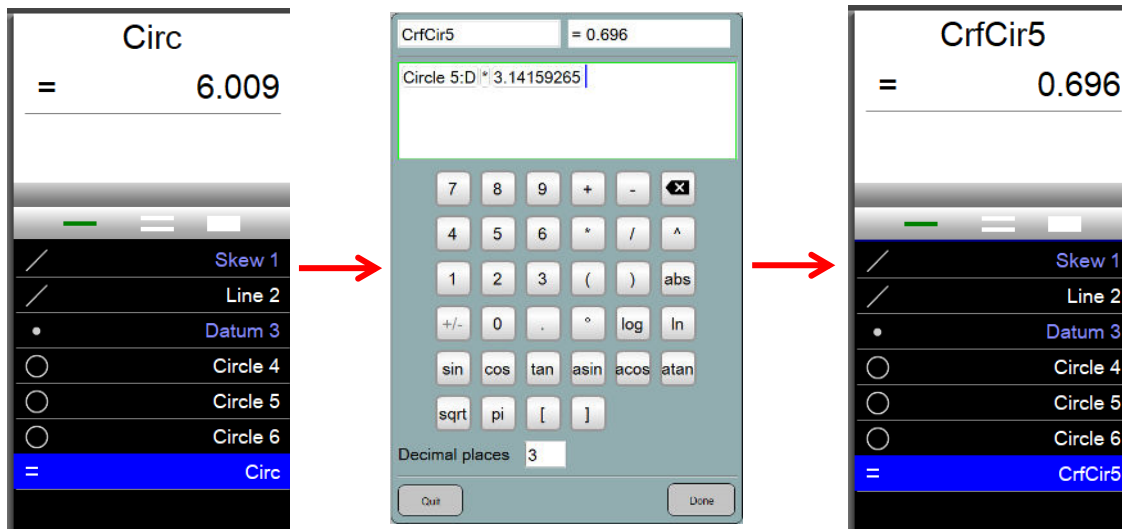 Circ
= 6.009
Skew 1
Line 2
Datum 3
Circle 4
Circle 5
Circle 6
= Circ
CrfCir5 = 0.696
Circle 5:D * 3.14159265
7 8 9 + -
4 5 6 * / ^
1 2 3 ( ) abs
+/- 0 . ° log ln
sin cos tan asin acos atan
sqrt pi [ ]
Decimal places 3
Quit Done
CrfCir5
= 0.696
Skew 1
Line 2
Datum 3
Circle 4
Circle 5
Circle 6
= CrfCir5